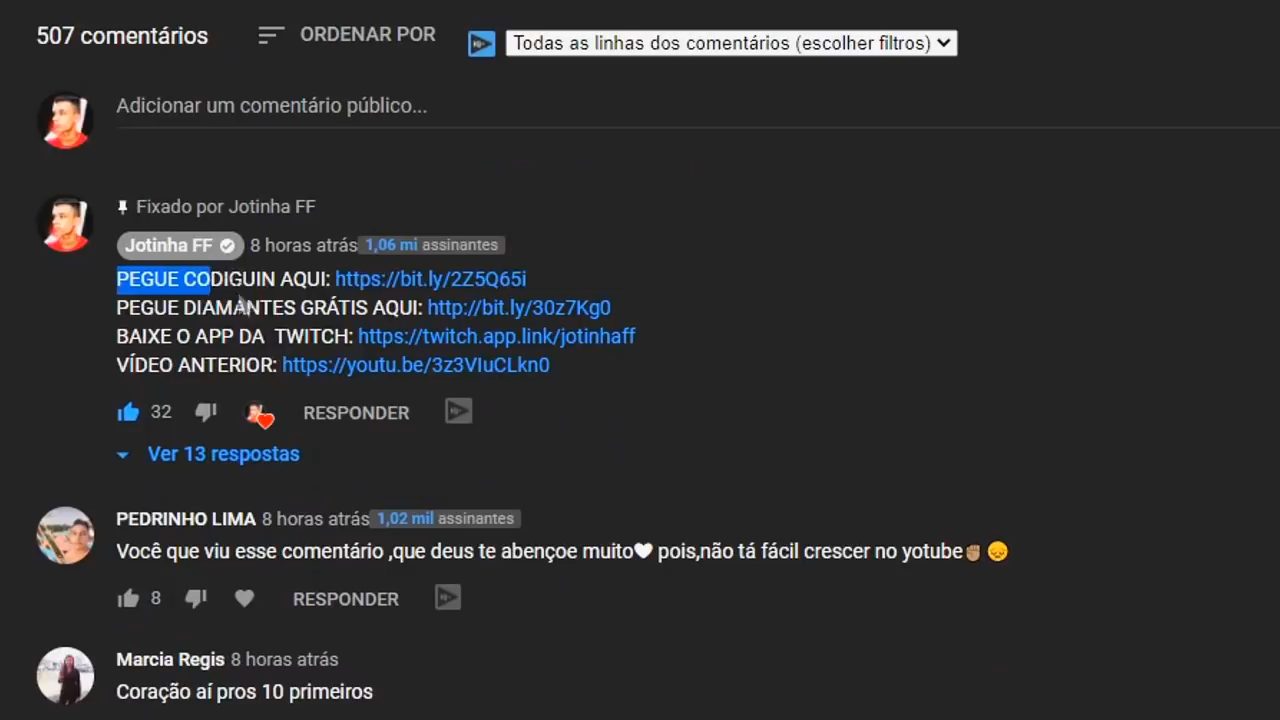 507 comentários ORDENAR POR Todas as linhas dos comentários (escolher filtros)
Adicionar um comentário público...
Fixado por Jotinha FF
Jotinha FF 8 horas atrás 1,06 mi assinantes
PEGUE CODIGUIN AQUI: https://bit.ly/2Z5Q65i
PEGUE DIAMANTES GRÁTIS AQUI: http://bit.ly/30z7Kg0
BAIXE O APP DA TWITCH: https://twitch.app.link/jotinhaff
VÍDEO ANTERIOR: https://youtu.be/3z3VIuCLkn0
32 RESPONDER
Ver 13 respostas
PEDRINHO LIMA 8 horas atrás 1,02 mil assinantes
Você que viu esse comentário ,que deus te abençoe muito🤍 pois,não tá fácil crescer no yotube✊🏽😞
8 RESPONDER
Marcia Regis 8 horas atrás
Coração aí pros 10 primeiros